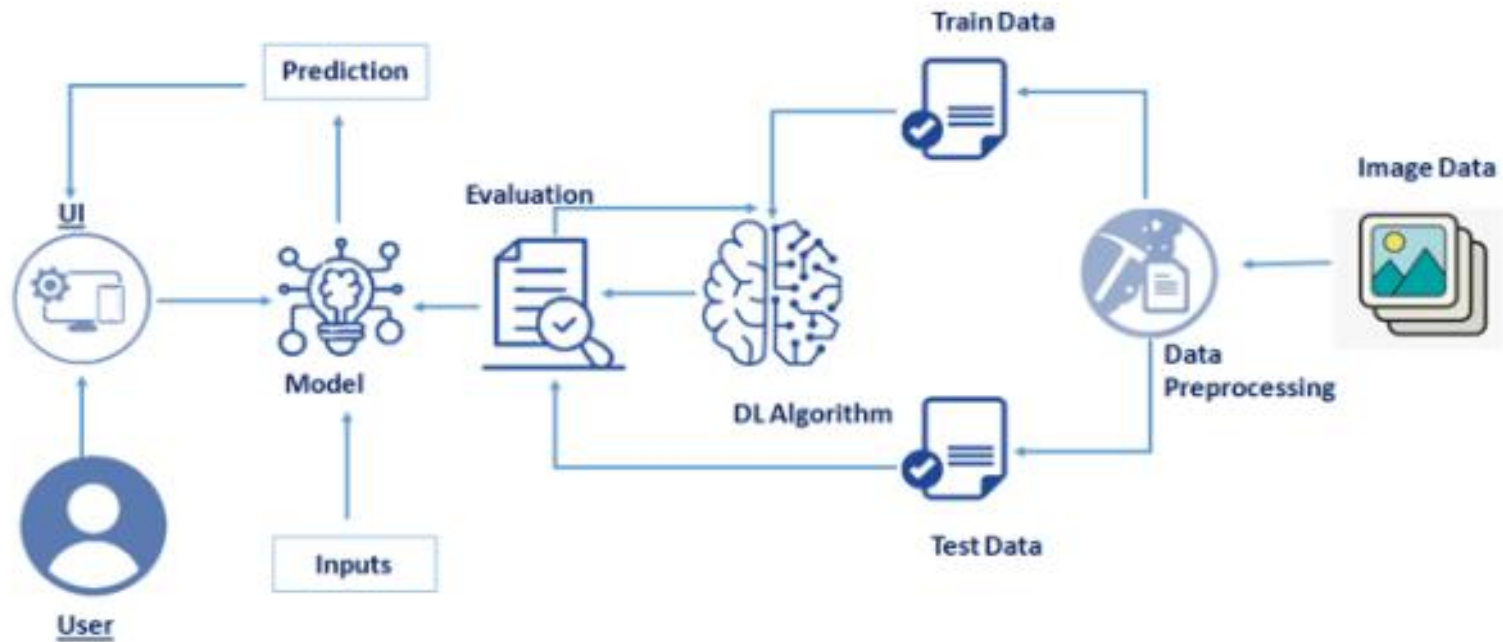 Train Data
Prediction
Image Data
Evaluation
UI
Data
Preprocessing
Model
DL Algorithm
Test Data
Inputs
User